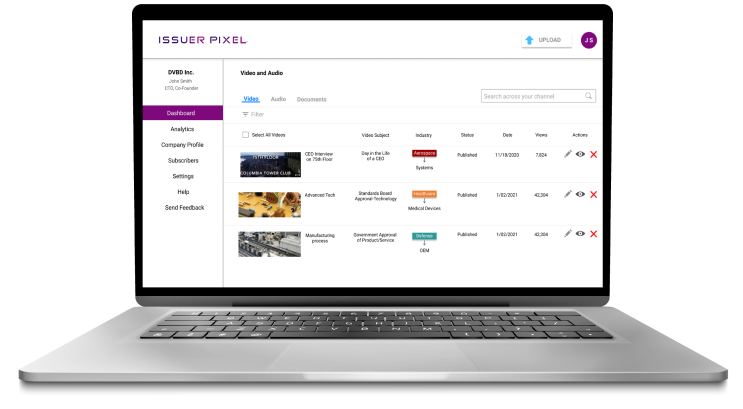 ISSUER PIXEL
UPLOAD
J S
DVBD Inc.
John Smith
CTO, Co-Founder
Dashboard
Analytics
Company Profile
Subscribers
Settings
Help
Send Feedback
Video and Audio
Video Audio Documents
Search across your channel
Filter
Select All Videos Video Subject Industry Status Date Views Actions
75TH FLOOR
COLUMBIA TOWER CLUB
CEO Interview
on 75th Floor
Day in the Life
of a CEO
Aerospace
Systems
Published 11/18/2020 7,824
Advanced Tech
Standards Board
Approval-Technology
Healthcare
Medical Devices
Published 1/02/2021 42,304
Manufacturing
process
Government Approval
of Product/Service
Defense
OEM
Published 1/02/2021 42,304